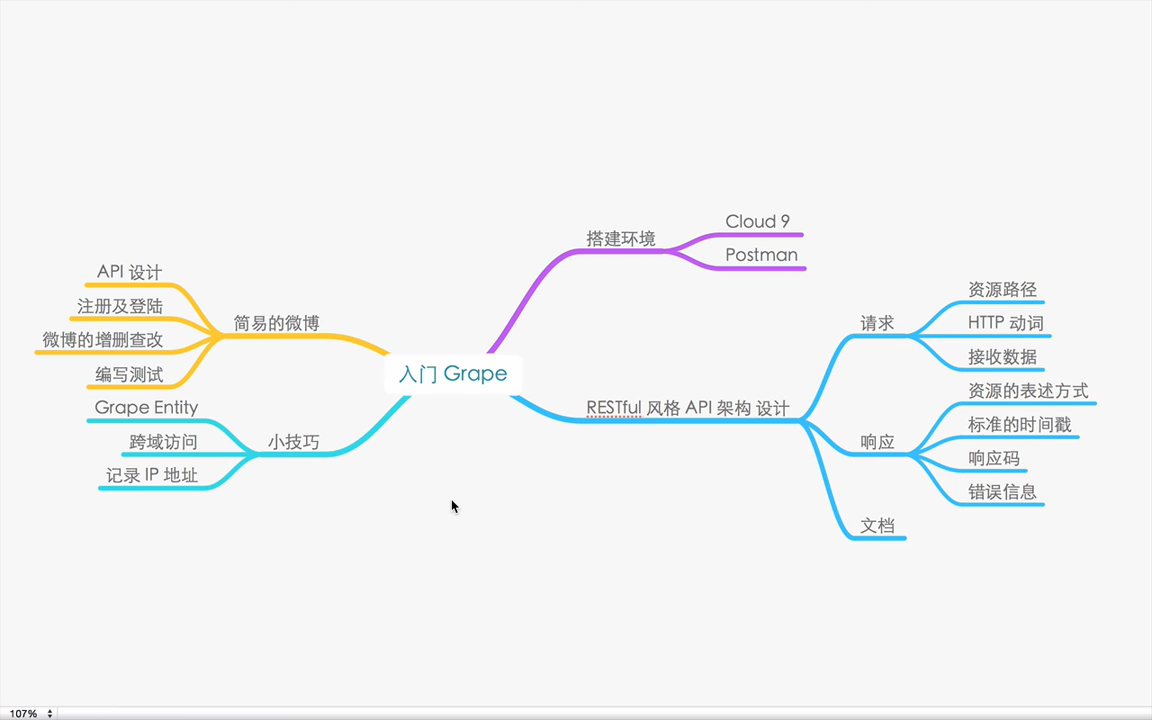 入门 Grape
搭建环境
Cloud 9
Postman
RESTful 风格 API 架构 设计
请求
资源路径
HTTP 动词
接收数据
响应
资源的表述方式
标准的时间戳
响应码
错误信息
文档
简易的微博
API 设计
注册及登陆
微博的增删查改
编写测试
小技巧
Grape Entity
跨域访问
记录 IP 地址
107%